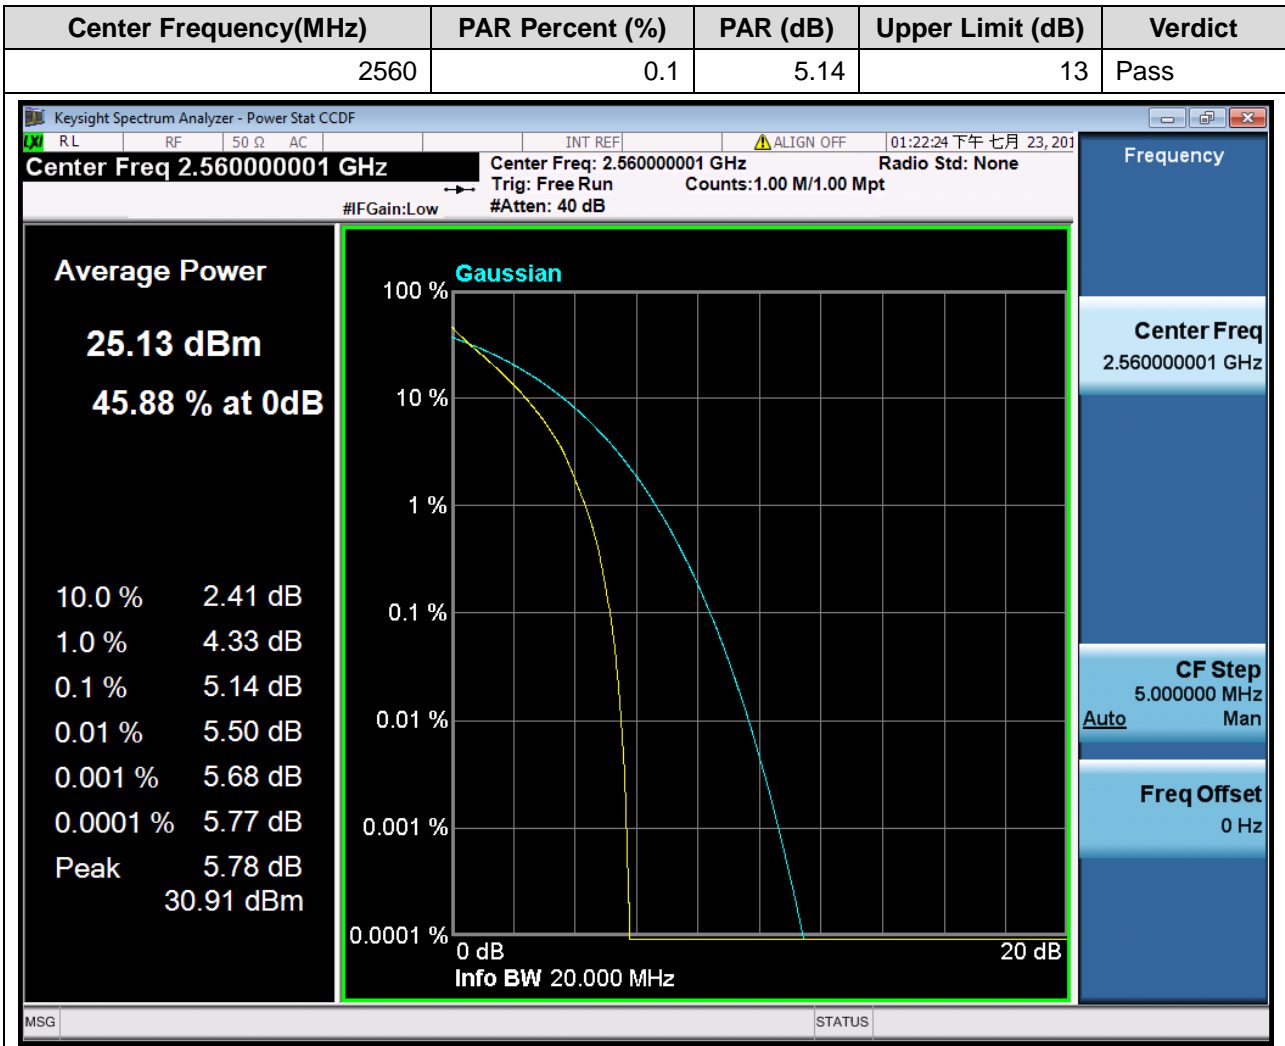 Center Frequency(MHz) PAR Percent (%) PAR (dB) Upper Limit (dB) Verdict
2560 0.1 5.14 13 Pass
Keysight Spectrum Analyzer - Power Stat CCDF
LXI RL RF 50 Ω AC INT REF ALIGN OFF 01:22:24 下午 七月 23, 201
Center Freq 2.560000001 GHz
Center Freq: 2.560000001 GHz Radio Std: None
Trig: Free Run Counts:1.00 M/1.00 Mpt
#IFGain:Low #Atten: 40 dB
Average Power
25.13 dBm
45.88 % at 0dB
10.0 % 2.41 dB
1.0 % 4.33 dB
0.1 % 5.14 dB
0.01 % 5.50 dB
0.001 % 5.68 dB
0.0001 % 5.77 dB
Peak 5.78 dB
30.91 dBm
Gaussian
100 %
10 %
1 %
0.1 %
0.01 %
0.001 %
0.0001 %
0 dB 20 dB
Info BW 20.000 MHz
Frequency
Center Freq
2.560000001 GHz
CF Step
5.000000 MHz
Auto Man
Freq Offset
0 Hz
MSG STATUS